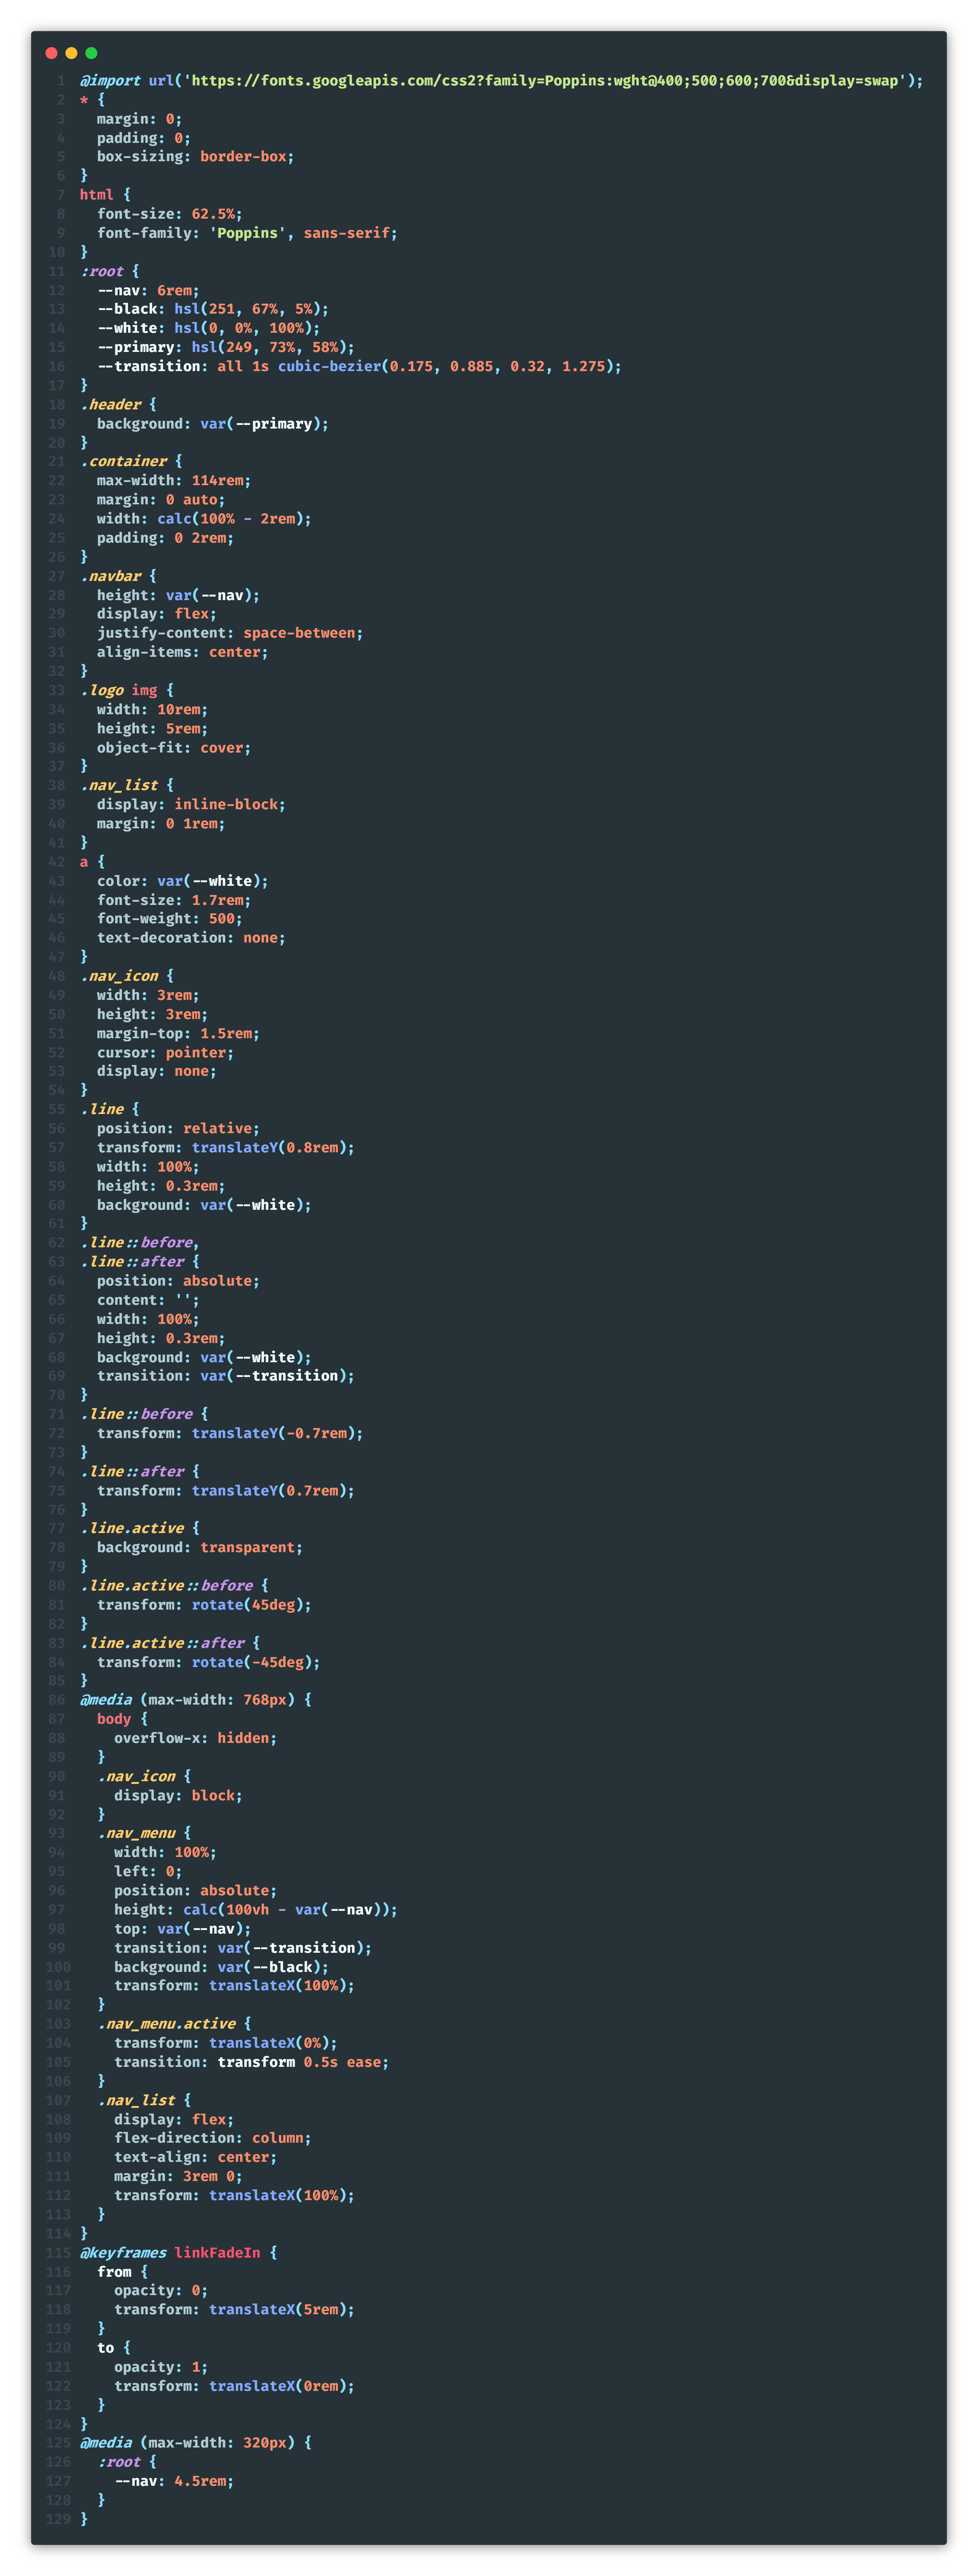 1 @import url('https://fonts.googleapis.com/css2?family=Poppins:wght@400;500;600;700&display=swap');
2 * {
3   margin: 0;
4   padding: 0;
5   box-sizing: border-box;
6 }
7 html {
8   font-size: 62.5%;
9   font-family: 'Poppins', sans-serif;
10 }
11 :root {
12   --nav: 6rem;
13   --black: hsl(251, 67%, 5%);
14   --white: hsl(0, 0%, 100%);
15   --primary: hsl(249, 73%, 58%);
16   --transition: all 1s cubic-bezier(0.175, 0.885, 0.32, 1.275);
17 }
18 .header {
19   background: var(--primary);
20 }
21 .container {
22   max-width: 114rem;
23   margin: 0 auto;
24   width: calc(100% - 2rem);
25   padding: 0 2rem;
26 }
27 .navbar {
28   height: var(--nav);
29   display: flex;
30   justify-content: space-between;
31   align-items: center;
32 }
33 .logo img {
34   width: 10rem;
35   height: 5rem;
36   object-fit: cover;
37 }
38 .nav_list {
39   display: inline-block;
40   margin: 0 1rem;
41 }
42 a {
43   color: var(--white);
44   font-size: 1.7rem;
45   font-weight: 500;
46   text-decoration: none;
47 }
48 .nav_icon {
49   width: 3rem;
50   height: 3rem;
51   margin-top: 1.5rem;
52   cursor: pointer;
53   display: none;
54 }
55 .line {
56   position: relative;
57   transform: translateY(0.8rem);
58   width: 100%;
59   height: 0.3rem;
60   background: var(--white);
61 }
62 .line::before,
63 .line::after {
64   position: absolute;
65   content: '';
66   width: 100%;
67   height: 0.3rem;
68   background: var(--white);
69   transition: var(--transition);
70 }
71 .line::before {
72   transform: translateY(-0.7rem);
73 }
74 .line::after {
75   transform: translateY(0.7rem);
76 }
77 .line.active {
78   background: transparent;
79 }
80 .line.active::before {
81   transform: rotate(45deg);
82 }
83 .line.active::after {
84   transform: rotate(-45deg);
85 }
86 @media (max-width: 768px) {
87   body {
88     overflow-x: hidden;
89   }
90   .nav_icon {
91     display: block;
92   }
93   .nav_menu {
94     width: 100%;
95     left: 0;
96     position: absolute;
97     height: calc(100vh - var(--nav));
98     top: var(--nav);
99     transition: var(--transition);
100     background: var(--black);
101     transform: translateX(100%);
102   }
103   .nav_menu.active {
104     transform: translateX(0%);
105     transition: transform 0.5s ease;
106   }
107   .nav_list {
108     display: flex;
109     flex-direction: column;
110     text-align: center;
111     margin: 3rem 0;
112     transform: translateX(100%);
113   }
114 }
115 @keyframes linkFadeIn {
116   from {
117     opacity: 0;
118     transform: translateX(5rem);
119   }
120   to {
121     opacity: 1;
122     transform: translateX(0rem);
123   }
124 }
125 @media (max-width: 320px) {
126   :root {
127     --nav: 4.5rem;
128   }
129 }